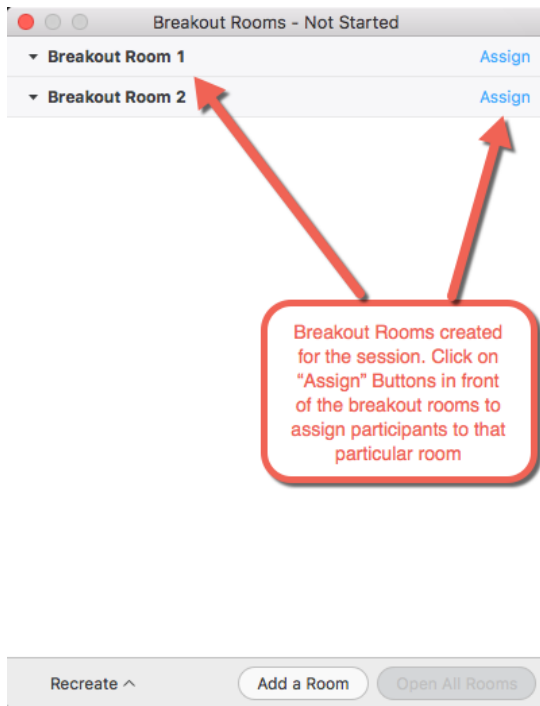 Breakout Rooms - Not Started
Breakout Room 1 Assign
Breakout Room 2 Assign
Breakout Rooms created
for the session. Click on
“Assign” Buttons in front
of the breakout rooms to
assign participants to that
particular room
Recreate Add a Room Open All Rooms